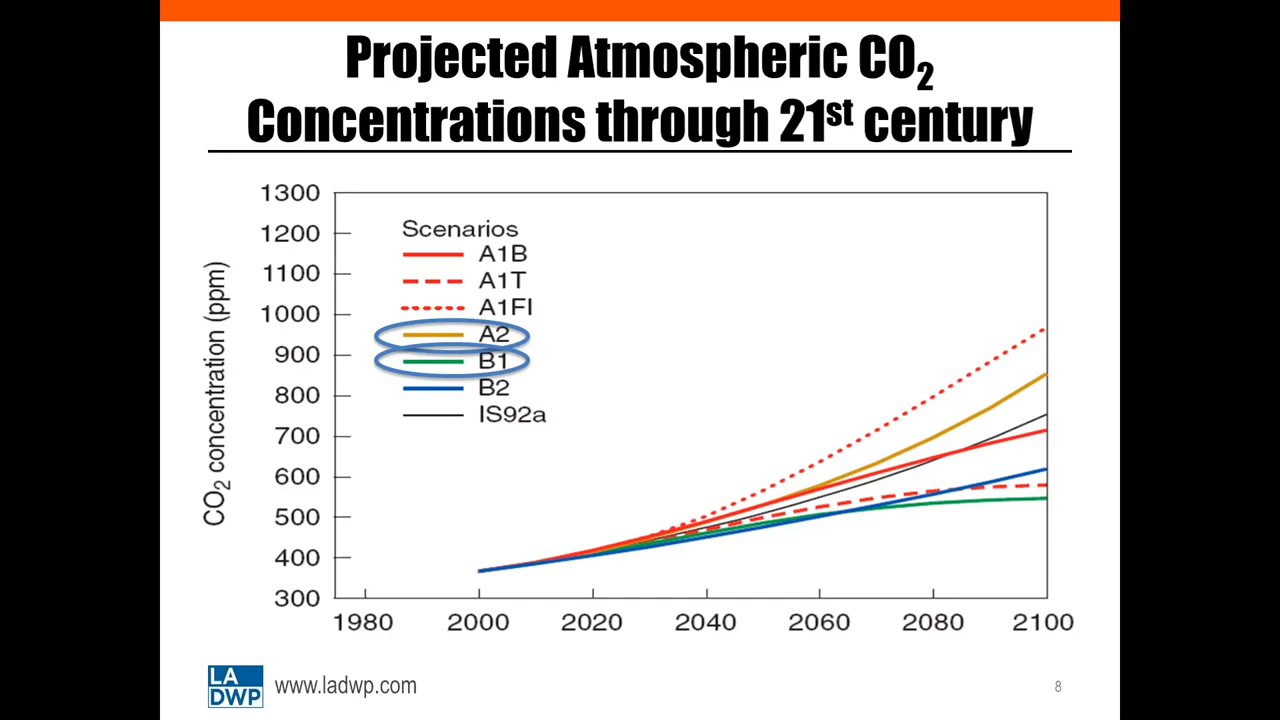 Projected Atmospheric CO₂
Concentrations through 21st century
1300
1200
1100
1000
900
800
700
600
500
400
300
CO₂ concentration (ppm)
Scenarios
A1B
A1T
A1FI
A2
B1
B2
IS92a
1980 2000 2020 2040 2060 2080 2100
LA
DWP
www.ladwp.com
8